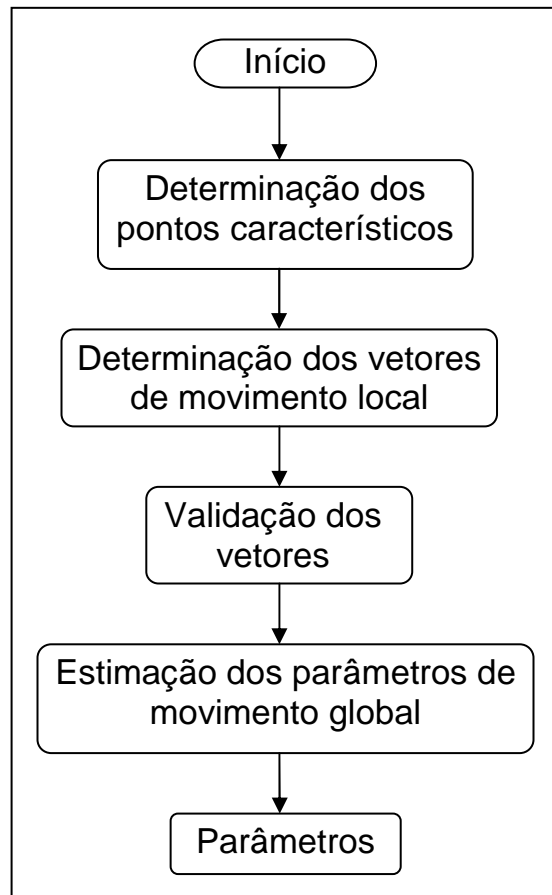 Início
Determinação dos
pontos característicos
Determinação dos vetores
de movimento local
Validação dos
vetores
Estimação dos parâmetros de
movimento global
Parâmetros